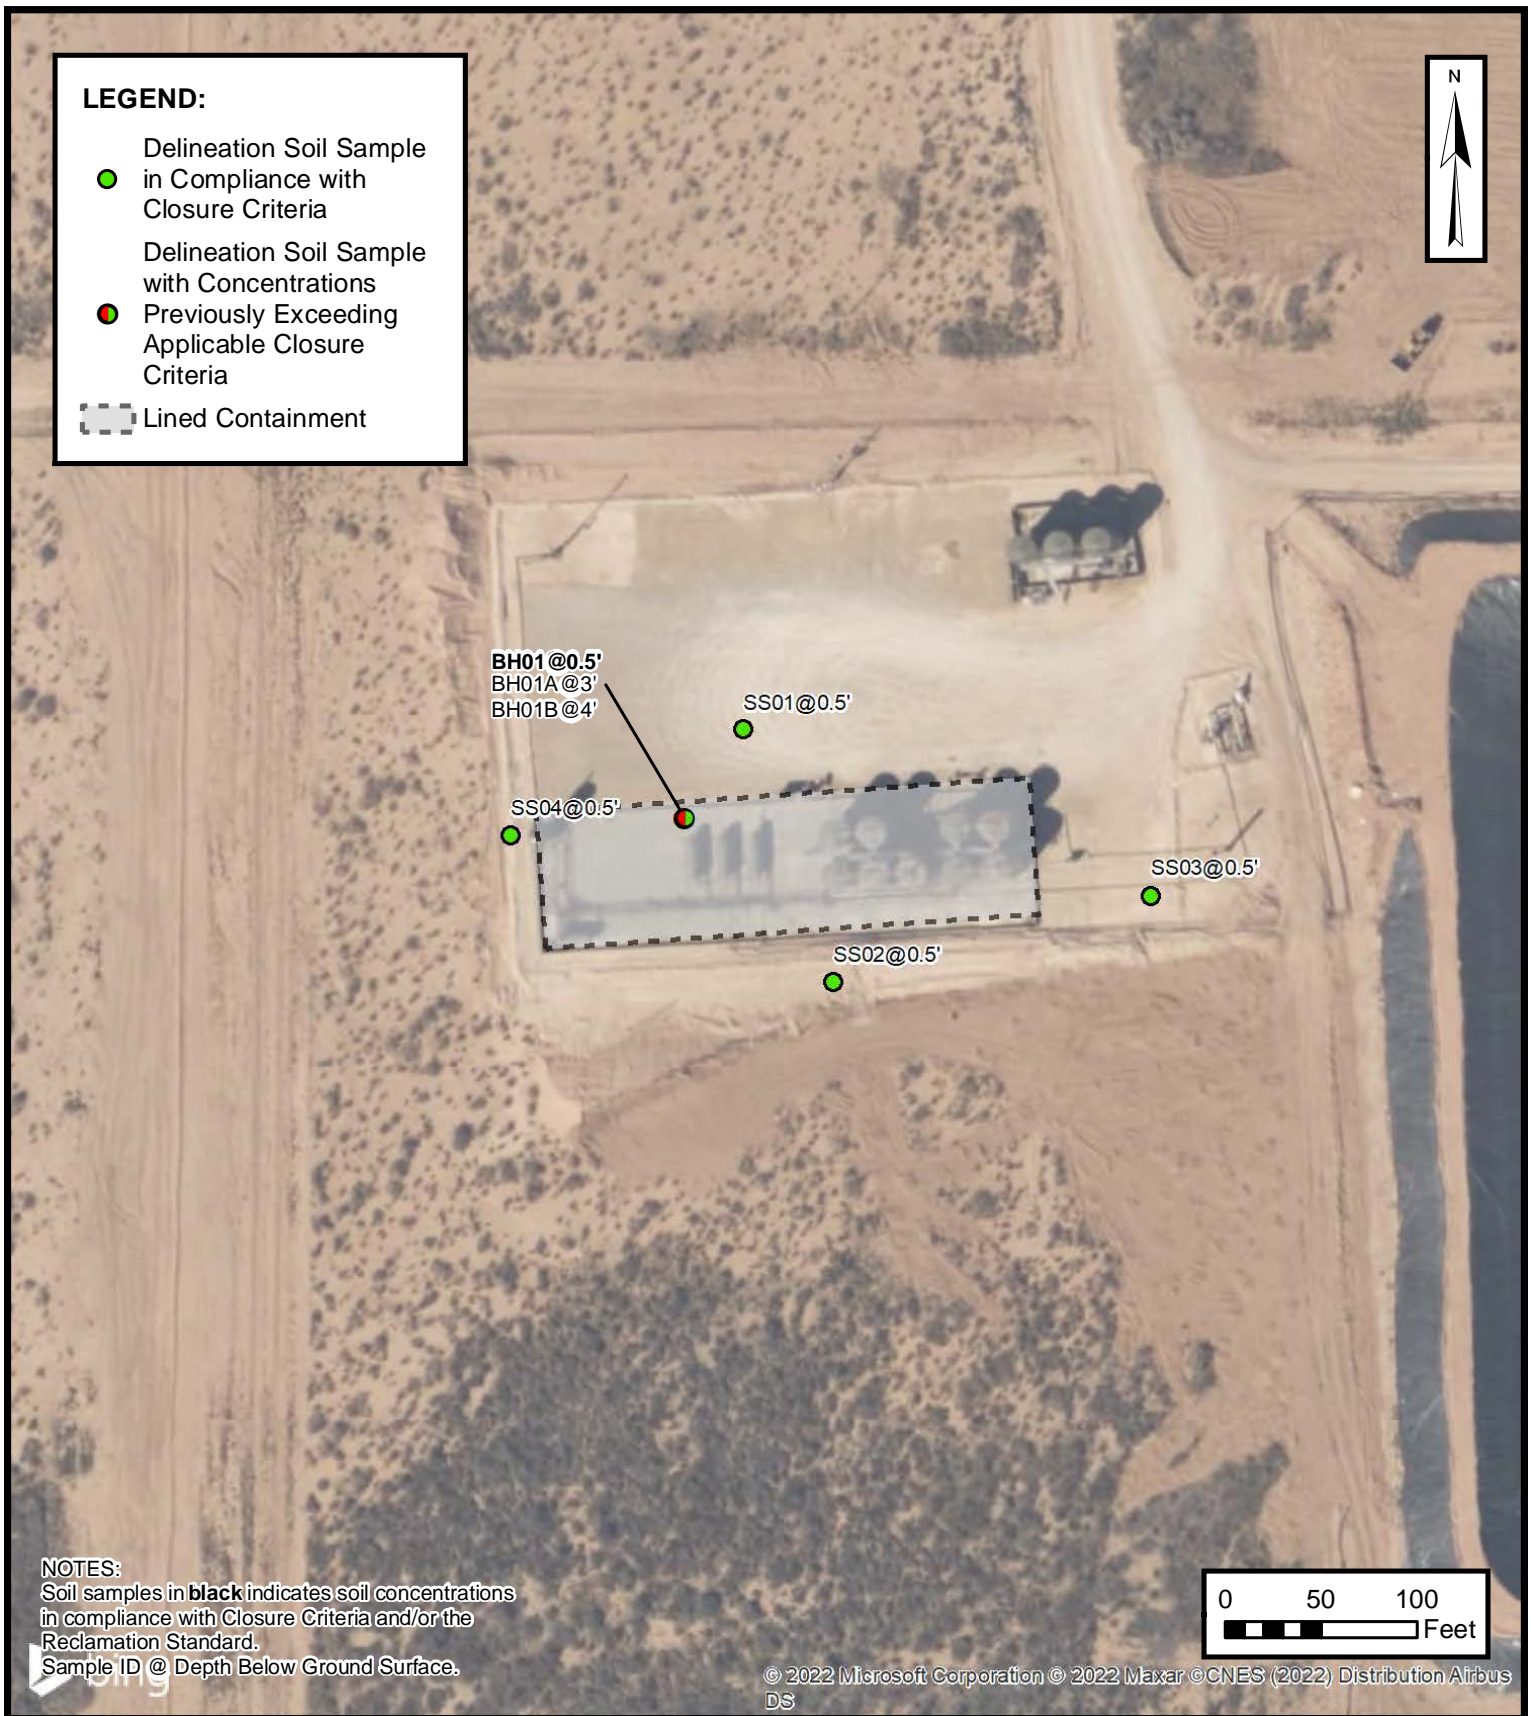 LEGEND:
Delineation Soil Sample
in Compliance with
Closure Criteria
Delineation Soil Sample
with Concentrations
Previously Exceeding
Applicable Closure
Criteria
Lined Containment
N
BH01@0.5'
BH01A@3'
BH01B@4'
SS01@0.5'
SS04@0.5'
SS03@0.5'
SS02@0.5'
NOTES:
Soil samples in black indicates soil concentrations
in compliance with Closure Criteria and/or the
Reclamation Standard.
Sample ID @ Depth Below Ground Surface.
bing
0 50 100
Feet
© 2022 Microsoft Corporation © 2022 Maxar ©CNES (2022) Distribution Airbus
DS